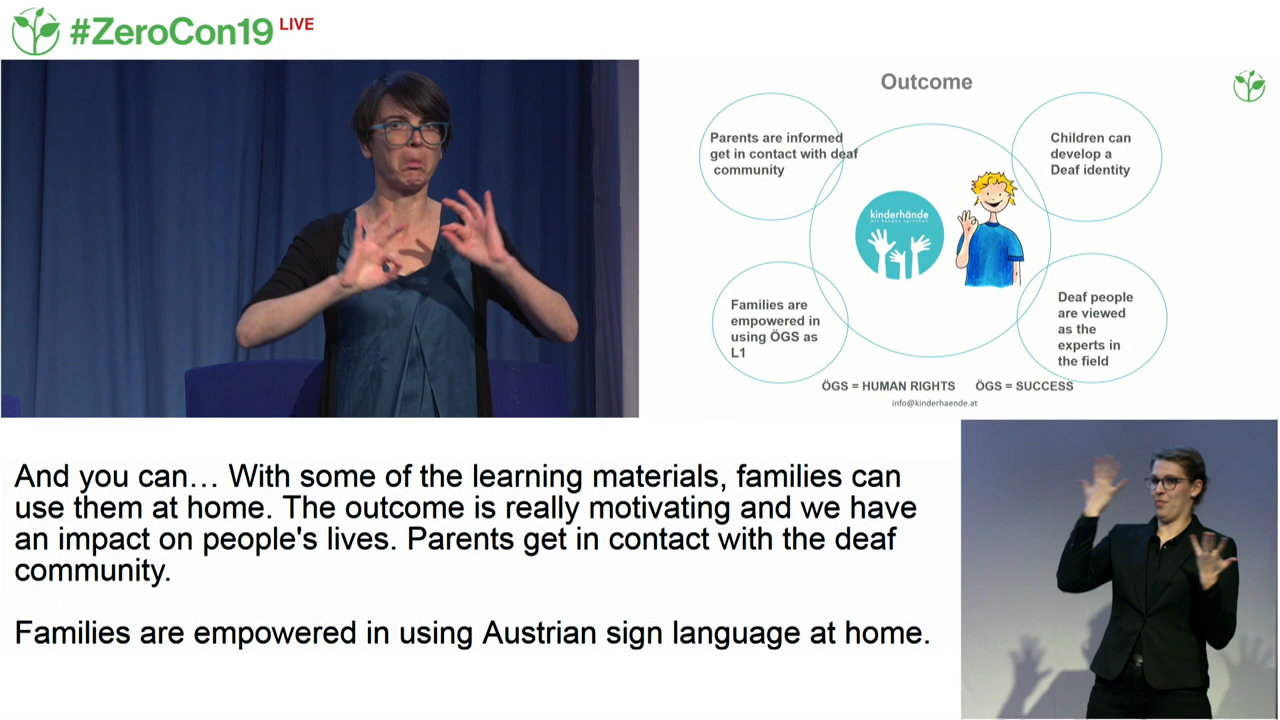 #ZeroCon19 LIVE
Outcome
Parents are informed
get in contact with deaf
community
Children can
develop a
Deaf identity
kinderhände
mit händen sprechen
Families are
empowered in
using ÖGS as
L1
Deaf people
are viewed
as the
experts in
the field
ÖGS = HUMAN RIGHTS ÖGS = SUCCESS
info@kinderhaende.at
And you can... With some of the learning materials, families can
use them at home. The outcome is really motivating and we have
an impact on people's lives. Parents get in contact with the deaf
community.
Families are empowered in using Austrian sign language at home.